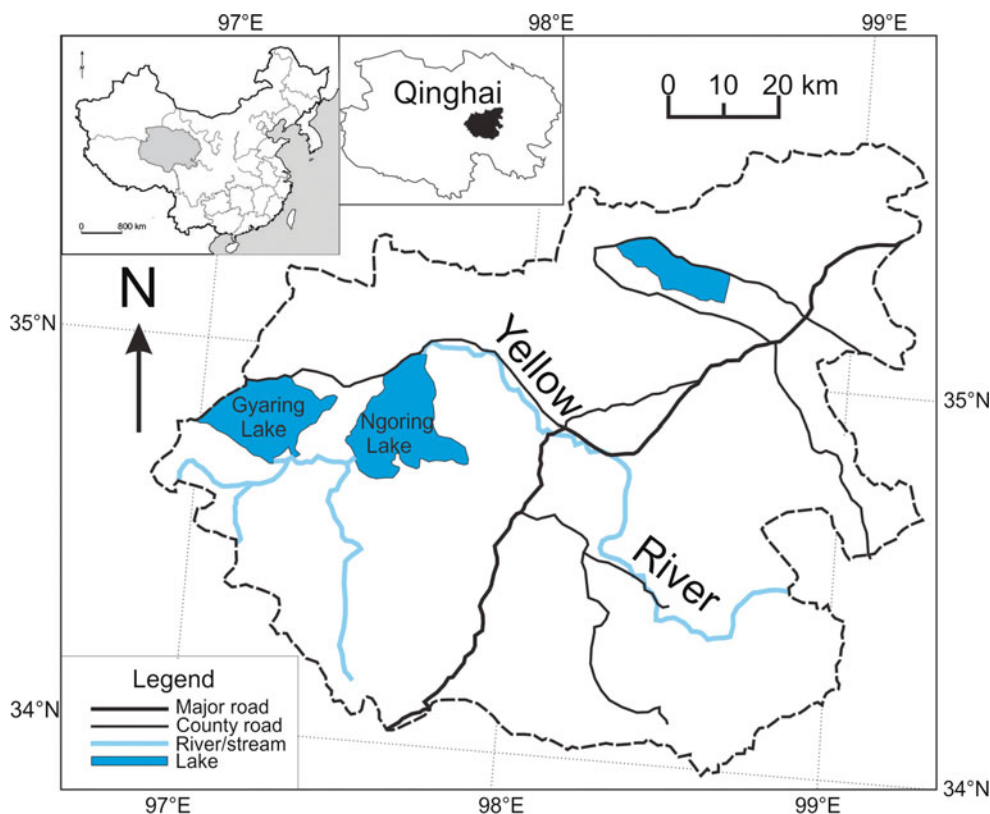 97°E
98°E
99°E
N
0
800 km
Qinghai
0 10 20 km
N
35°N
Yellow
35°N
Gyaring
Lake
Ngoring
Lake
River
Legend
Major road
County road
River/stream
Lake
34°N
34°N
97°E
98°E
99°E